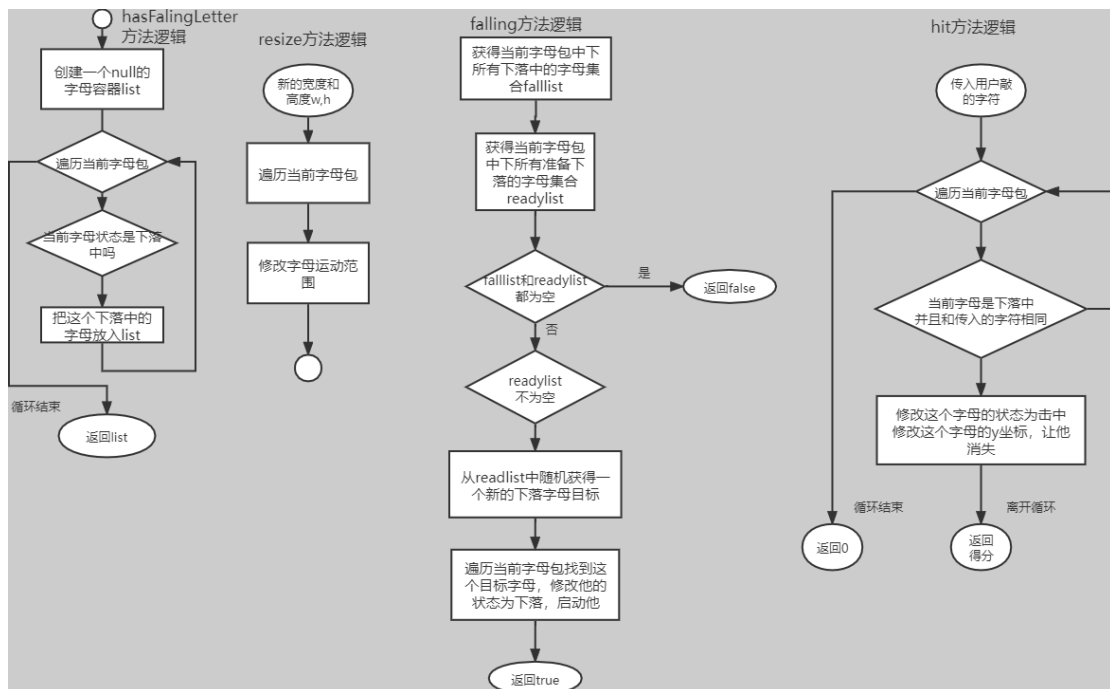 hasFalingLetter
方法逻辑
创建一个null的
字母容器list
遍历当前字母包
当前字母状态是下落
中吗
把这个下落中的
字母放入list
循环结束
返回list
resize方法逻辑
新的宽度和
高度w,h
遍历当前字母包
修改字母运动范
围
falling方法逻辑
获得当前字母包中下
所有下落中的字母集
合falllist
获得当前字母包
中下所有准备下
落的字母集合
readylist
falllist和readylist
都为空
是
返回false
否
readylist
不为空
从readlist中随机获得一
个新的下落字母目标
遍历当前字母包找到这
个目标字母，修改他的
状态为下落，启动他
返回true
hit方法逻辑
传入用户敲
的字符
遍历当前字母包
当前字母是下落中
并且和传入的字符相同
修改这个字母的状态为击中
修改这个字母的y坐标，让他
消失
循环结束
离开循环
返回0
返回
得分